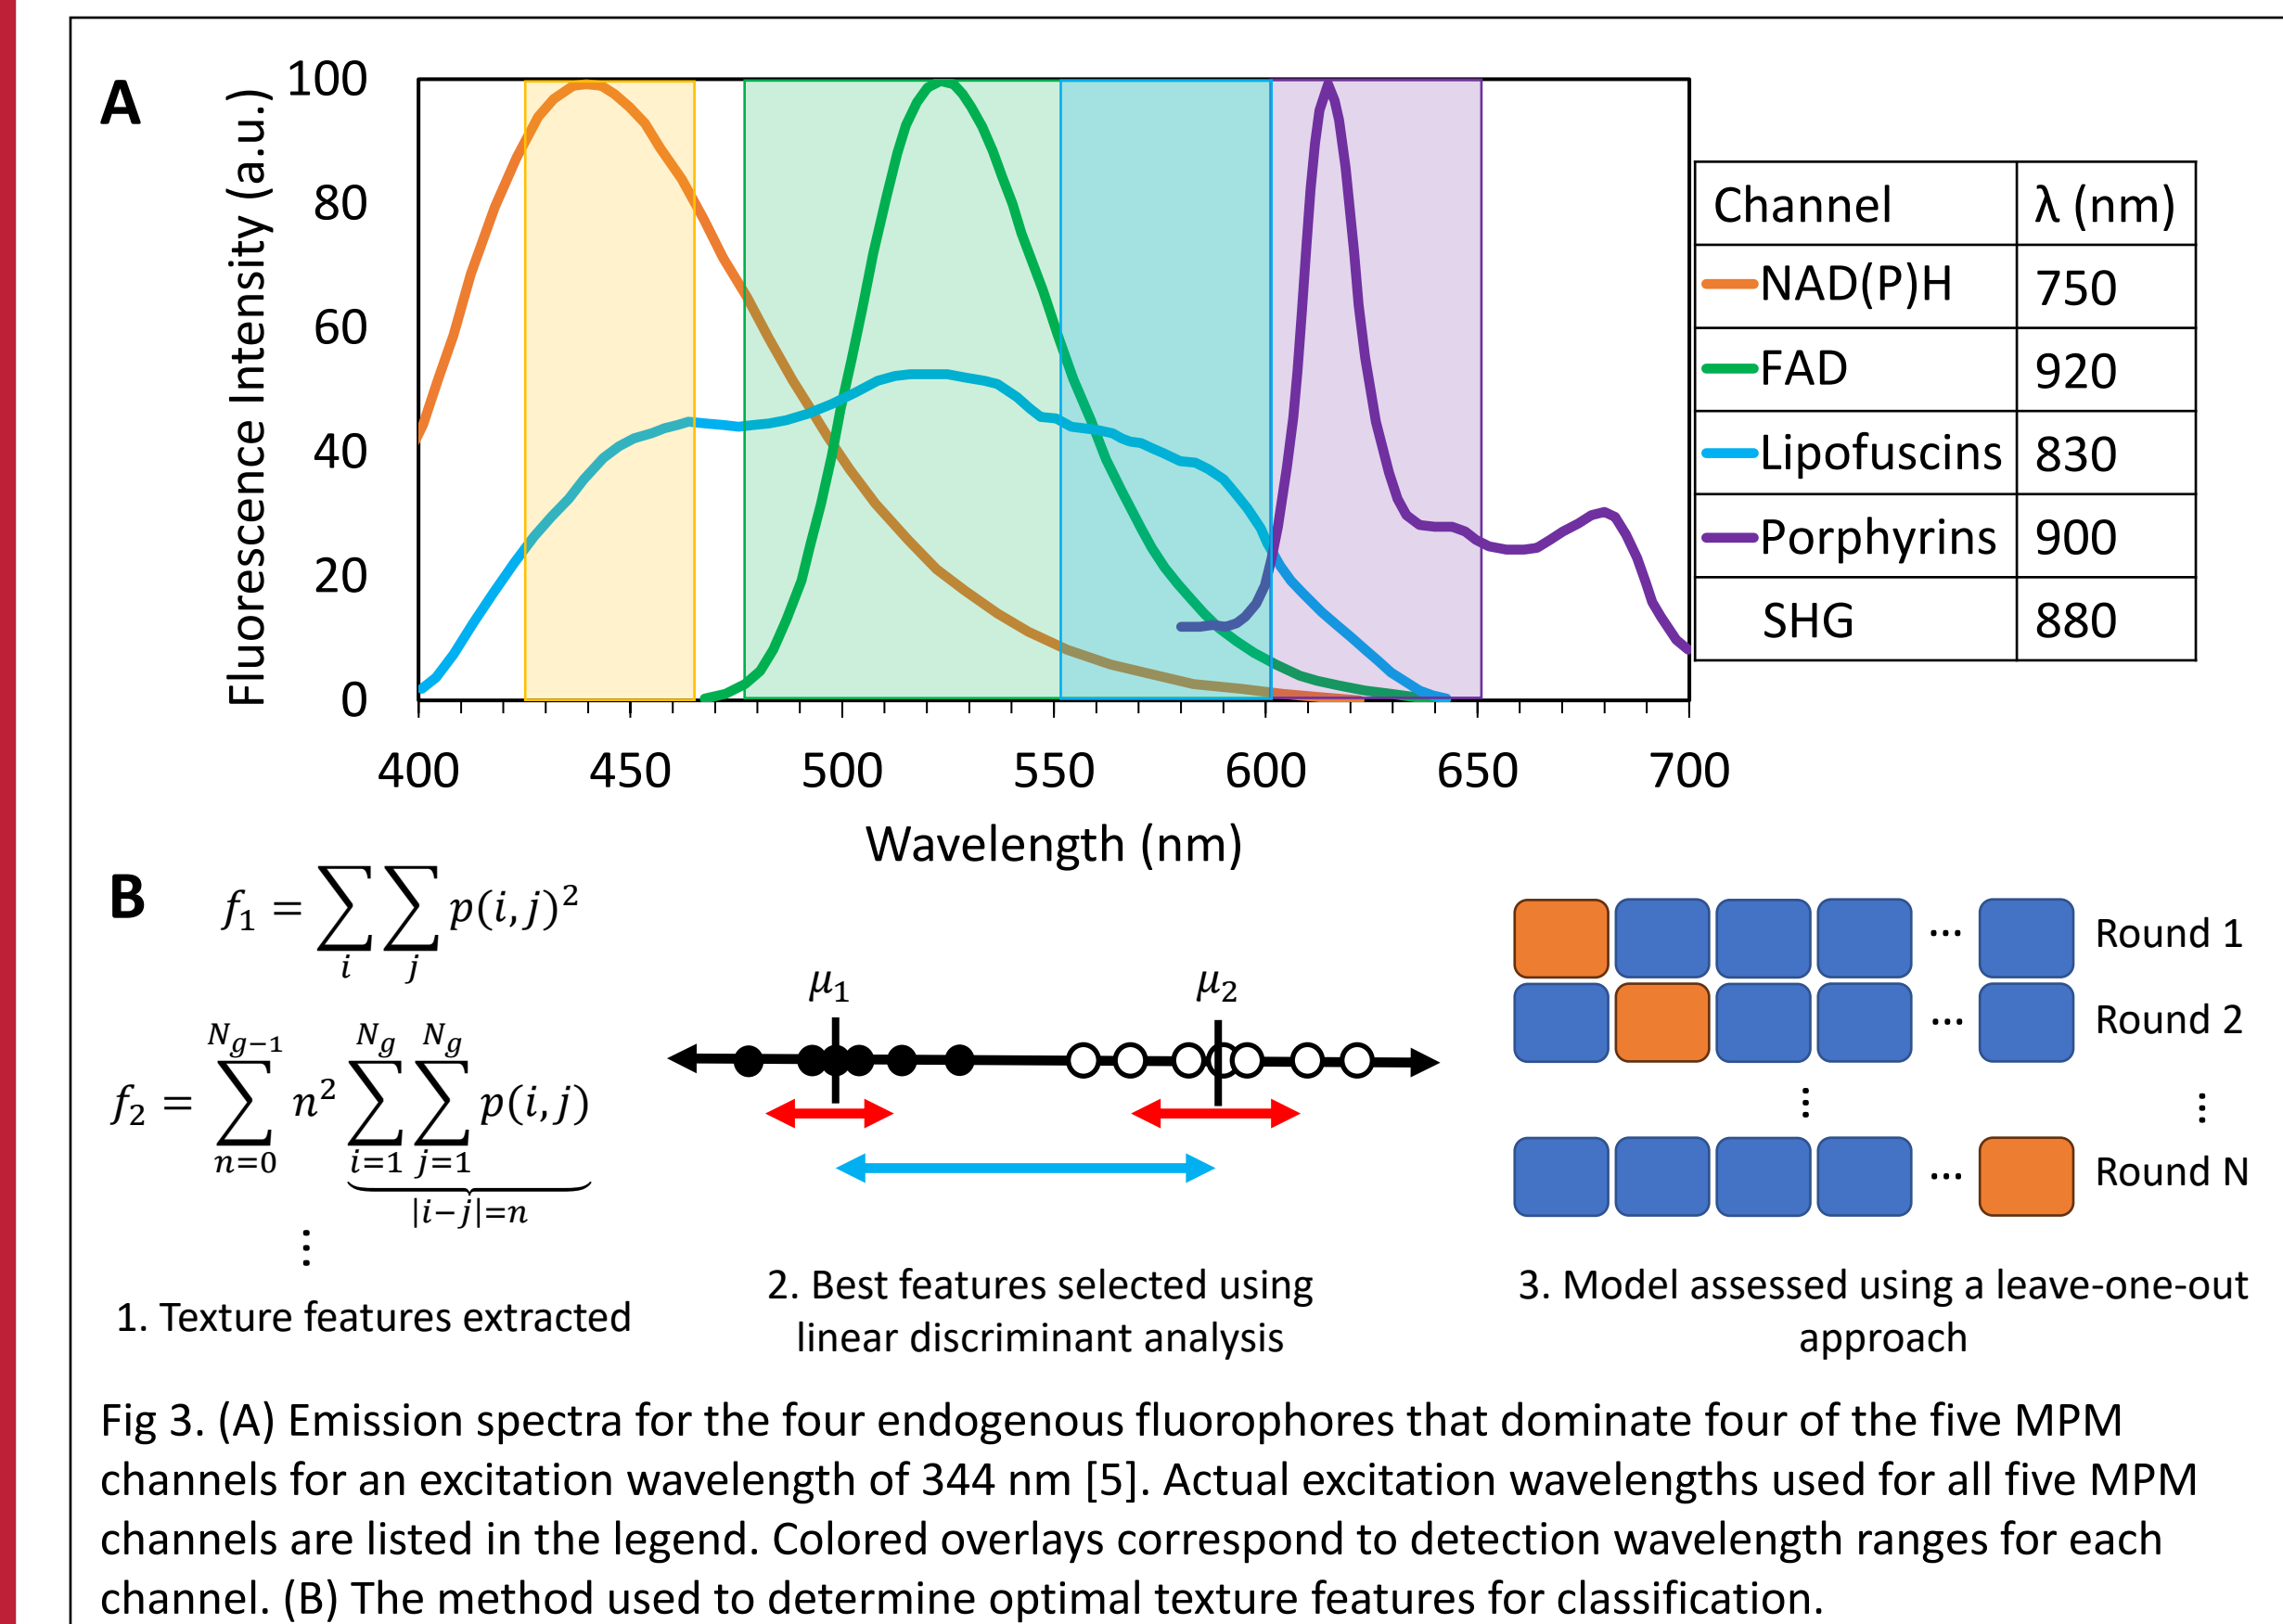 A
Fluorescence Intensity (a.u.)
100
80
60
40
20
0
400 450 500 550 600 650 700
Wavelength (nm)
Channel λ (nm)
NAD(P)H 750
FAD 920
Lipofuscins 830
Porphyrins 900
SHG 880
B
f₁ = ∑_i ∑_j p(i,j)²
f₂ = ∑_{n=0}^{N_{g−1}} n² ∑_{i=1}^{N_g} ∑_{j=1}^{N_g} p(i,j)
|i−j|=n
⋮
1. Texture features extracted
μ₁ μ₂
2. Best features selected using
linear discriminant analysis
... Round 1
... Round 2
⋮ ⋮
... Round N
3. Model assessed using a leave-one-out
approach
Fig 3. (A) Emission spectra for the four endogenous fluorophores that dominate four of the five MPM
channels for an excitation wavelength of 344 nm [5]. Actual excitation wavelengths used for all five MPM
channels are listed in the legend. Colored overlays correspond to detection wavelength ranges for each
channel. (B) The method used to determine optimal texture features for classification.